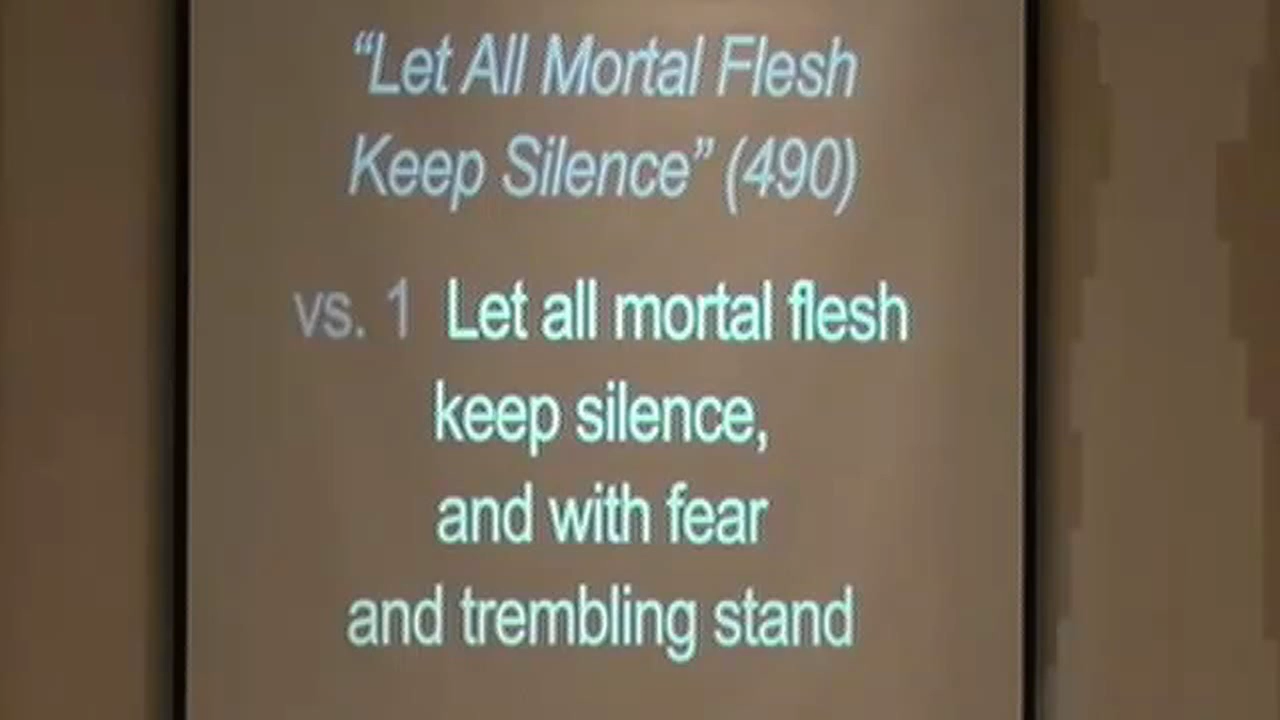 “Let All Mortal Flesh
Keep Silence” (490)
vs. 1 Let all mortal flesh
keep silence,
and with fear
and trembling stand